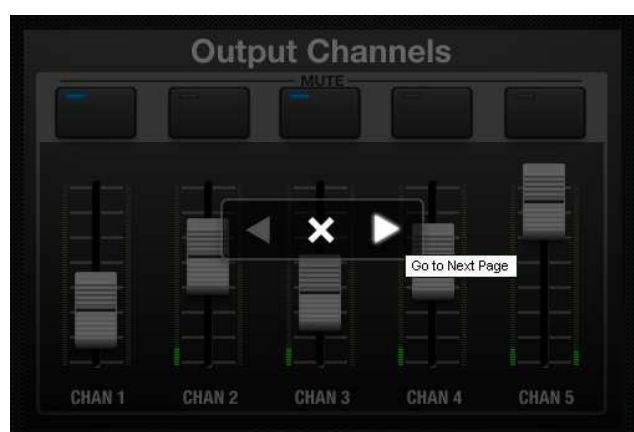 Output Channels
MUTE
Go to Next Page
CHAN 1 CHAN 2 CHAN 3 CHAN 4 CHAN 5